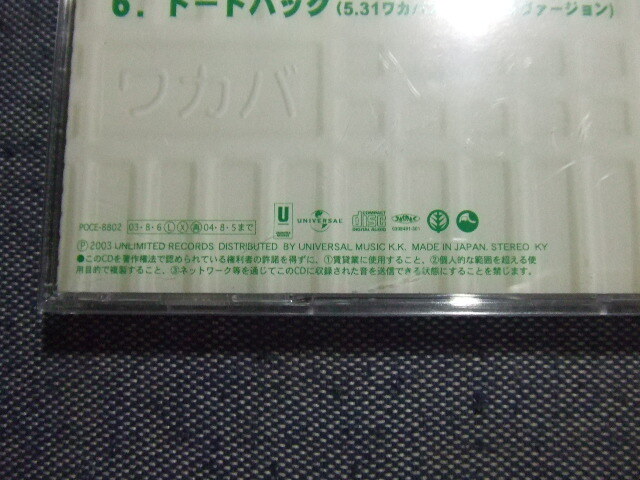 6. トートバッグ (5.31ワカバ ヴァージョン)
ワカバ
UNIVERSAL
POCE-8802 03・8・6 Ⓛ Ⓧ 再 04・8・5まで
Ⓟ 2003 UNLIMITED RECORDS DISTRIBUTED BY UNIVERSAL MUSIC K.K. MADE IN JAPAN. STEREO KY
●このCDを著作権法で認められている権利者の許諾を得ずに、①賃貸業に使用すること、②個人的な範囲を超える使
用目的で複製すること、③ネットワーク等を通じてこのCDに収録された音を送信できる状態にすることを禁じます。